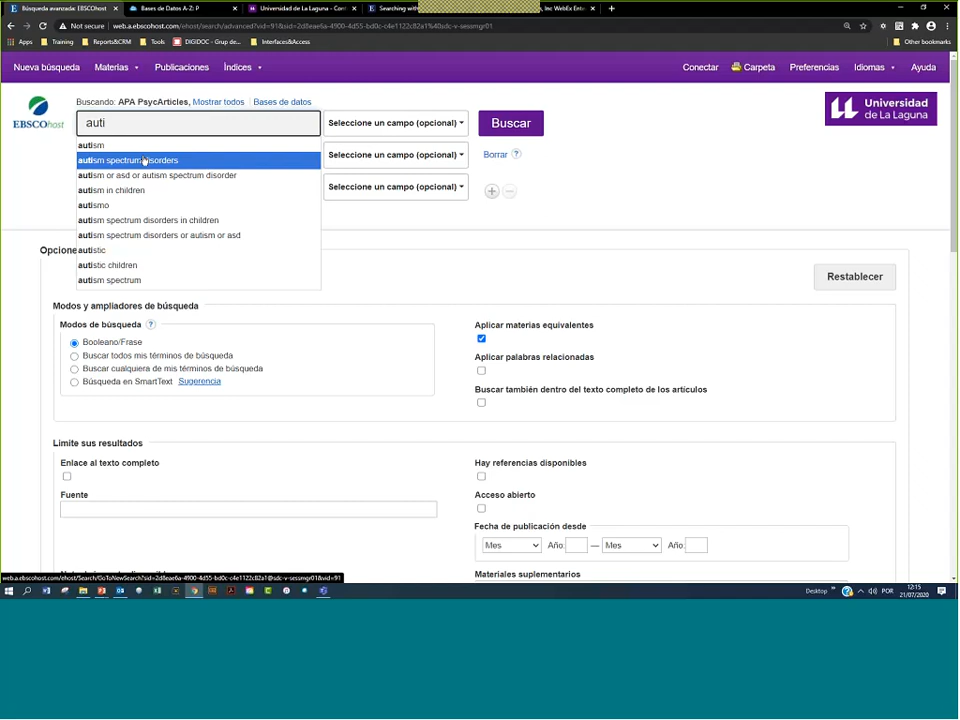 Búsqueda avanzada: EBSCOhost
Bases de Datos A-Z: P
Universidad de La Laguna - Cont
Searching with
, Inc WebEx Enter
Not secure
web.a.ebscohost.com/ehost/search/advanced?vid=91&sid=2d8eae6a-4900-4d55-bd0c-c4e1122c82a1%40sdc-v-sessmgr01
Apps
Training
Reports&CRM
Tools
DIGIDOC - Grup de...
Interfaces&Access
Other bookmarks
Nueva búsqueda
Materias
Publicaciones
Índices
Conectar
Carpeta
Preferencias
Idiomas
Ayuda
Buscando: APA PsycArticles, Mostrar todos Bases de datos
EBSCOhost
auti
Seleccione un campo (opcional)
Buscar
Universidad
de La Laguna
autism
autism spectrum disorders
Seleccione un campo (opcional)
Borrar ?
autism or asd or autism spectrum disorder
autism in children
Seleccione un campo (opcional)
autismo
autism spectrum disorders in children
autism spectrum disorders or autism or asd
Opcione
autistic
autistic children
autism spectrum
Restablecer
Modos y ampliadores de búsqueda
Modos de búsqueda ?
Booleano/Frase
Buscar todos mis términos de búsqueda
Buscar cualquiera de mis términos de búsqueda
Búsqueda en SmartText Sugerencia
Aplicar materias equivalentes
Aplicar palabras relacionadas
Buscar también dentro del texto completo de los artículos
Limite sus resultados
Enlace al texto completo
Hay referencias disponibles
Fuente
Acceso abierto
Fecha de publicación desde
Mes Año: — Mes Año:
Materiales suplementarios
web.a.ebscohost.com/ehost/Search/GoToNewSearch?sid=2d8eae6a-4900-4d55-bd0c-c4e1122c82a1@sdc-v-sessmgr01&vid=91
Desktop
POR
12:15
21/07/2020